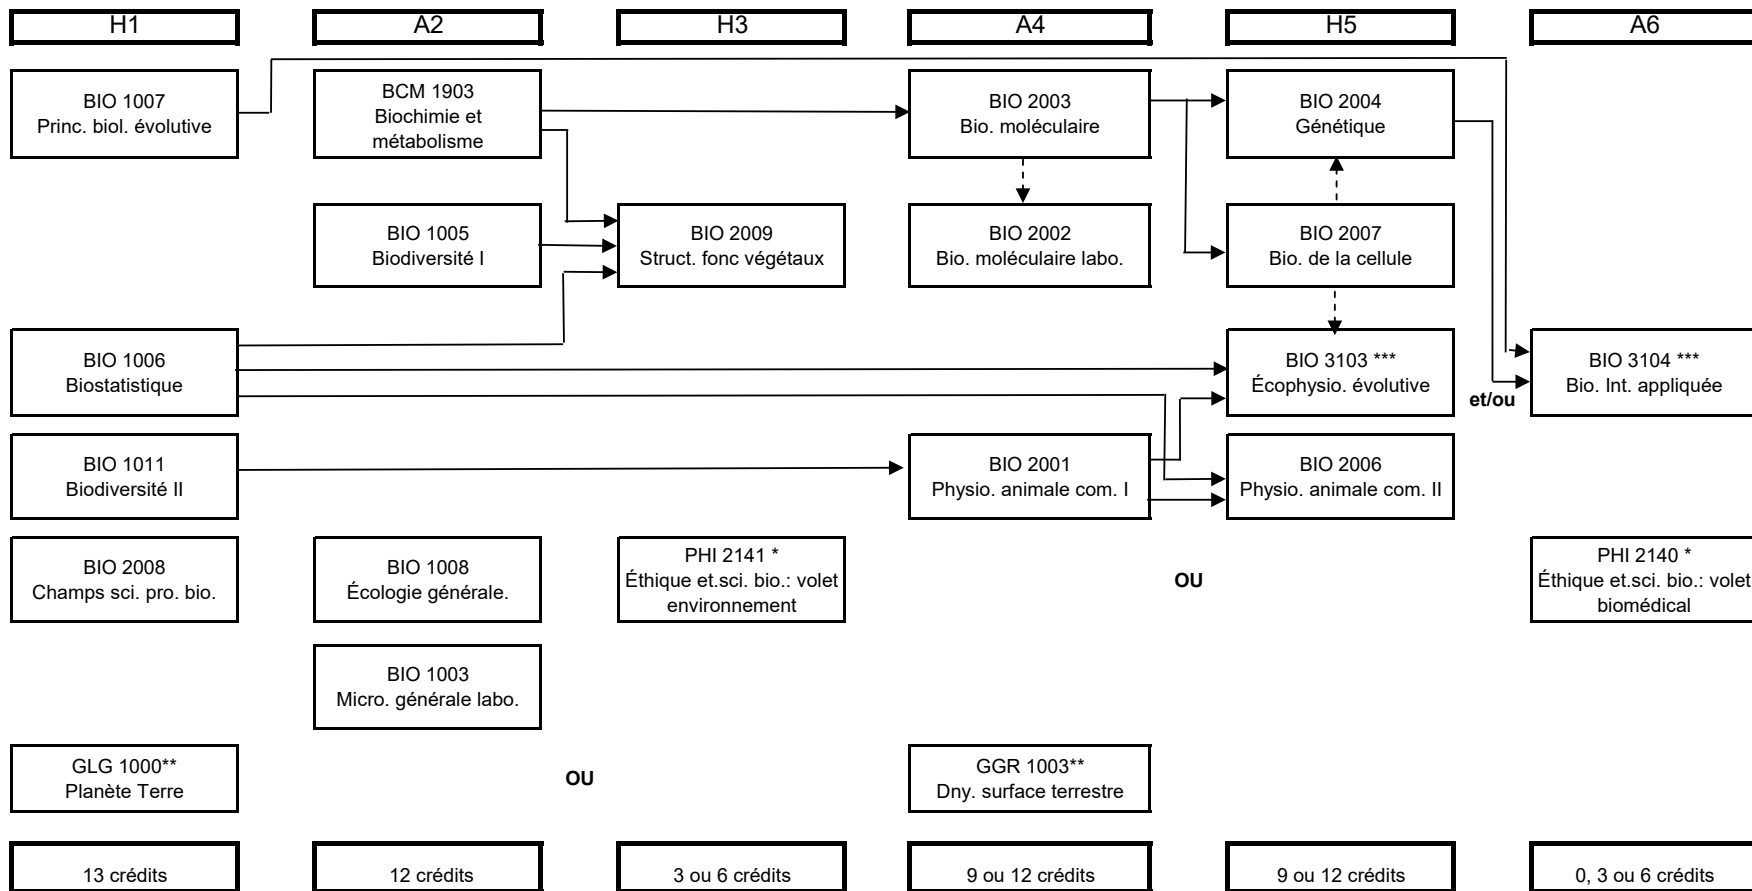 H1
A2
H3
A4
H5
A6
BIO 1007
Princ. biol. évolutive
BCM 1903
Biochimie et
métabolisme
BIO 2003
Bio. moléculaire
BIO 2004
Génétique
BIO 1005
Biodiversité I
BIO 2009
Struct. fonc végétaux
BIO 2002
Bio. moléculaire labo.
BIO 2007
Bio. de la cellule
BIO 1006
Biostatistique
BIO 3103 ***
Écophysio. évolutive
et/ou
BIO 3104 ***
Bio. Int. appliquée
BIO 1011
Biodiversité II
BIO 2001
Physio. animale com. I
BIO 2006
Physio. animale com. II
BIO 2008
Champs sci. pro. bio.
BIO 1008
Écologie générale.
PHI 2141 *
Éthique et.sci. bio.: volet
environnement
OU
PHI 2140 *
Éthique et.sci. bio.: volet
biomédical
BIO 1003
Micro. générale labo.
GLG 1000**
Planète Terre
OU
GGR 1003**
Dny. surface terrestre
13 crédits
12 crédits
3 ou 6 crédits
9 ou 12 crédits
9 ou 12 crédits
0, 3 ou 6 crédits